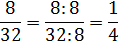 8/32 = 8:8/32:8 = 1/4